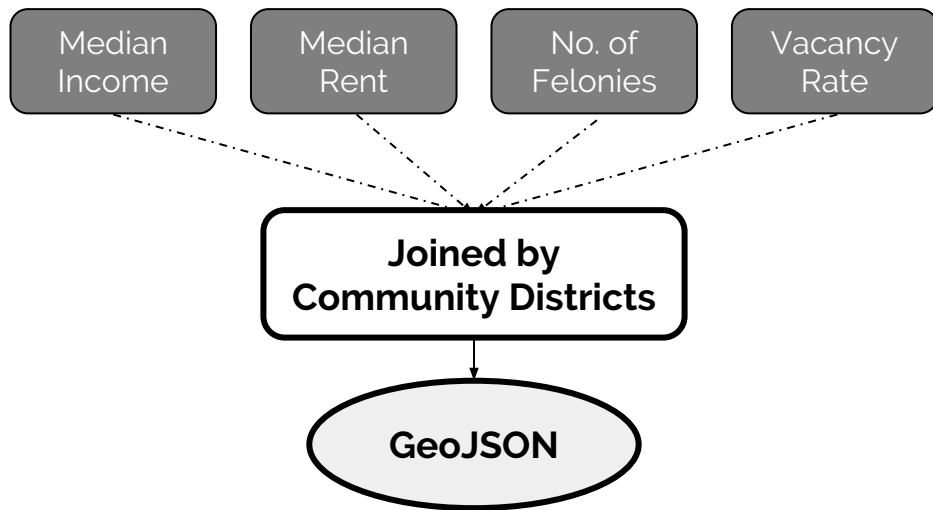 Median
Income
Median
Rent
No. of
Felonies
Vacancy
Rate
Joined by
Community Districts
GeoJSON